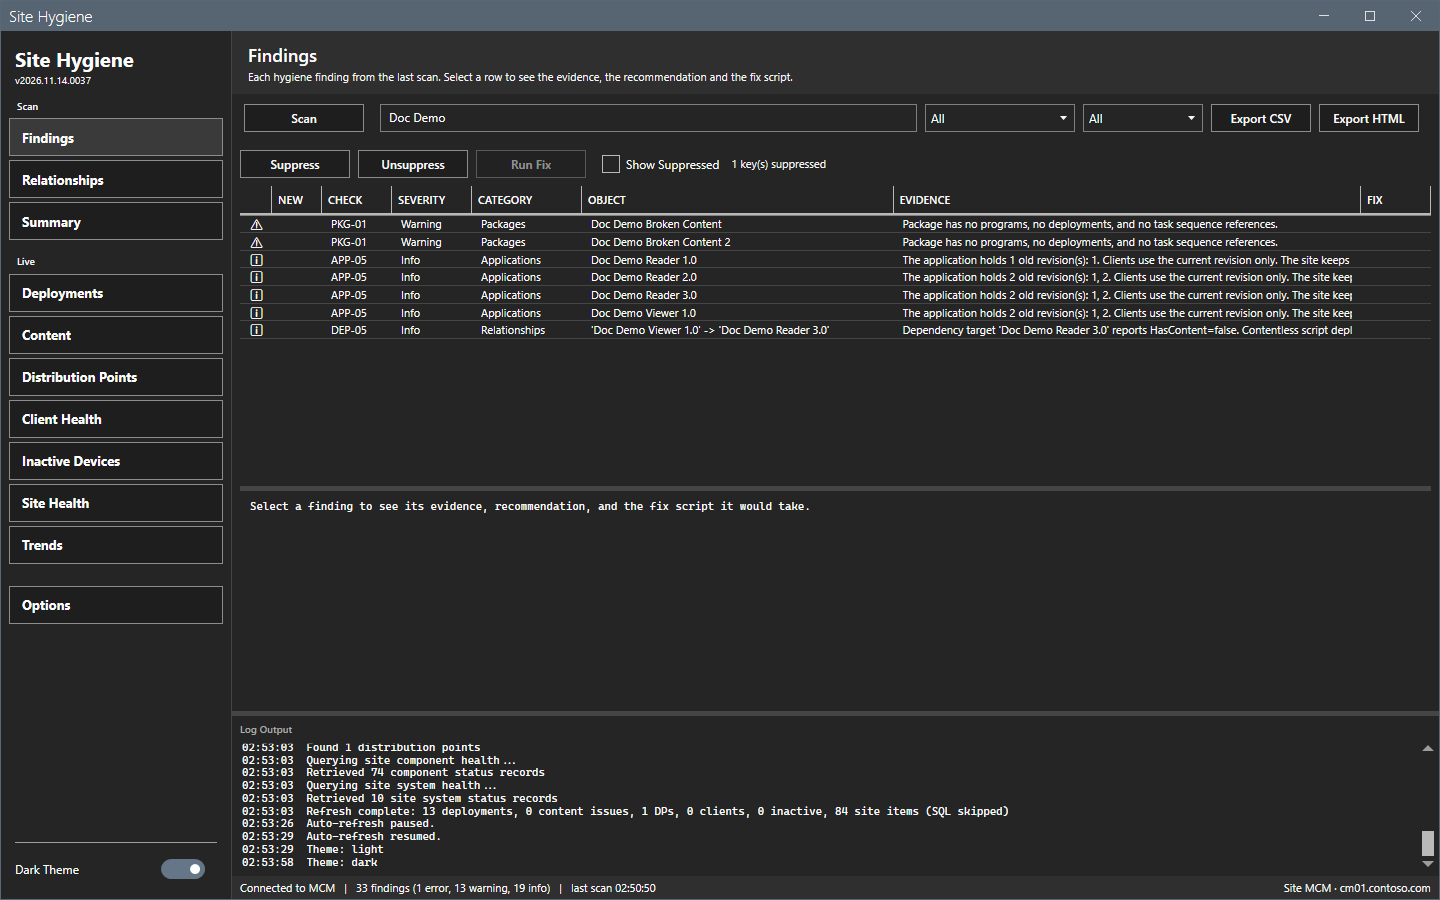 Site Hygiene
Site Hygiene
v2026.11.14.0037
Scan
Findings
Relationships
Summary
Live
Deployments
Content
Distribution Points
Client Health
Inactive Devices
Site Health
Trends
Options
Dark Theme
Findings
Each hygiene finding from the last scan. Select a row to see the evidence, the recommendation and the fix script.
Scan Doc Demo All All Export CSV Export HTML
Suppress Unsuppress Run Fix Show Suppressed 1 key(s) suppressed
NEW CHECK SEVERITY CATEGORY OBJECT EVIDENCE FIX
PKG-01 Warning Packages Doc Demo Broken Content Package has no programs, no deployments, and no task sequence references.
PKG-01 Warning Packages Doc Demo Broken Content 2 Package has no programs, no deployments, and no task sequence references.
APP-05 Info Applications Doc Demo Reader 1.0 The application holds 1 old revision(s): 1. Clients use the current revision only. The site keeps
APP-05 Info Applications Doc Demo Reader 2.0 The application holds 2 old revision(s): 1, 2. Clients use the current revision only. The site keep
APP-05 Info Applications Doc Demo Reader 3.0 The application holds 2 old revision(s): 1, 2. Clients use the current revision only. The site keep
APP-05 Info Applications Doc Demo Viewer 1.0 The application holds 2 old revision(s): 1, 2. Clients use the current revision only. The site keep
DEP-05 Info Relationships 'Doc Demo Viewer 1.0' -> 'Doc Demo Reader 3.0' Dependency target 'Doc Demo Reader 3.0' reports HasContent=false. Contentless script depl
Select a finding to see its evidence, recommendation, and the fix script it would take.
Log Output
02:53:03 Found 1 distribution points
02:53:03 Querying site component health...
02:53:03 Retrieved 74 component status records
02:53:03 Querying site system health...
02:53:03 Retrieved 10 site system status records
02:53:03 Refresh complete: 13 deployments, 0 content issues, 1 DPs, 0 clients, 0 inactive, 84 site items (SQL skipped)
02:53:26 Auto-refresh paused.
02:53:29 Auto-refresh resumed.
02:53:29 Theme: light
02:53:58 Theme: dark
Connected to MCM | 33 findings (1 error, 13 warning, 19 info) | last scan 02:50:50
Site MCM · cm01.contoso.com